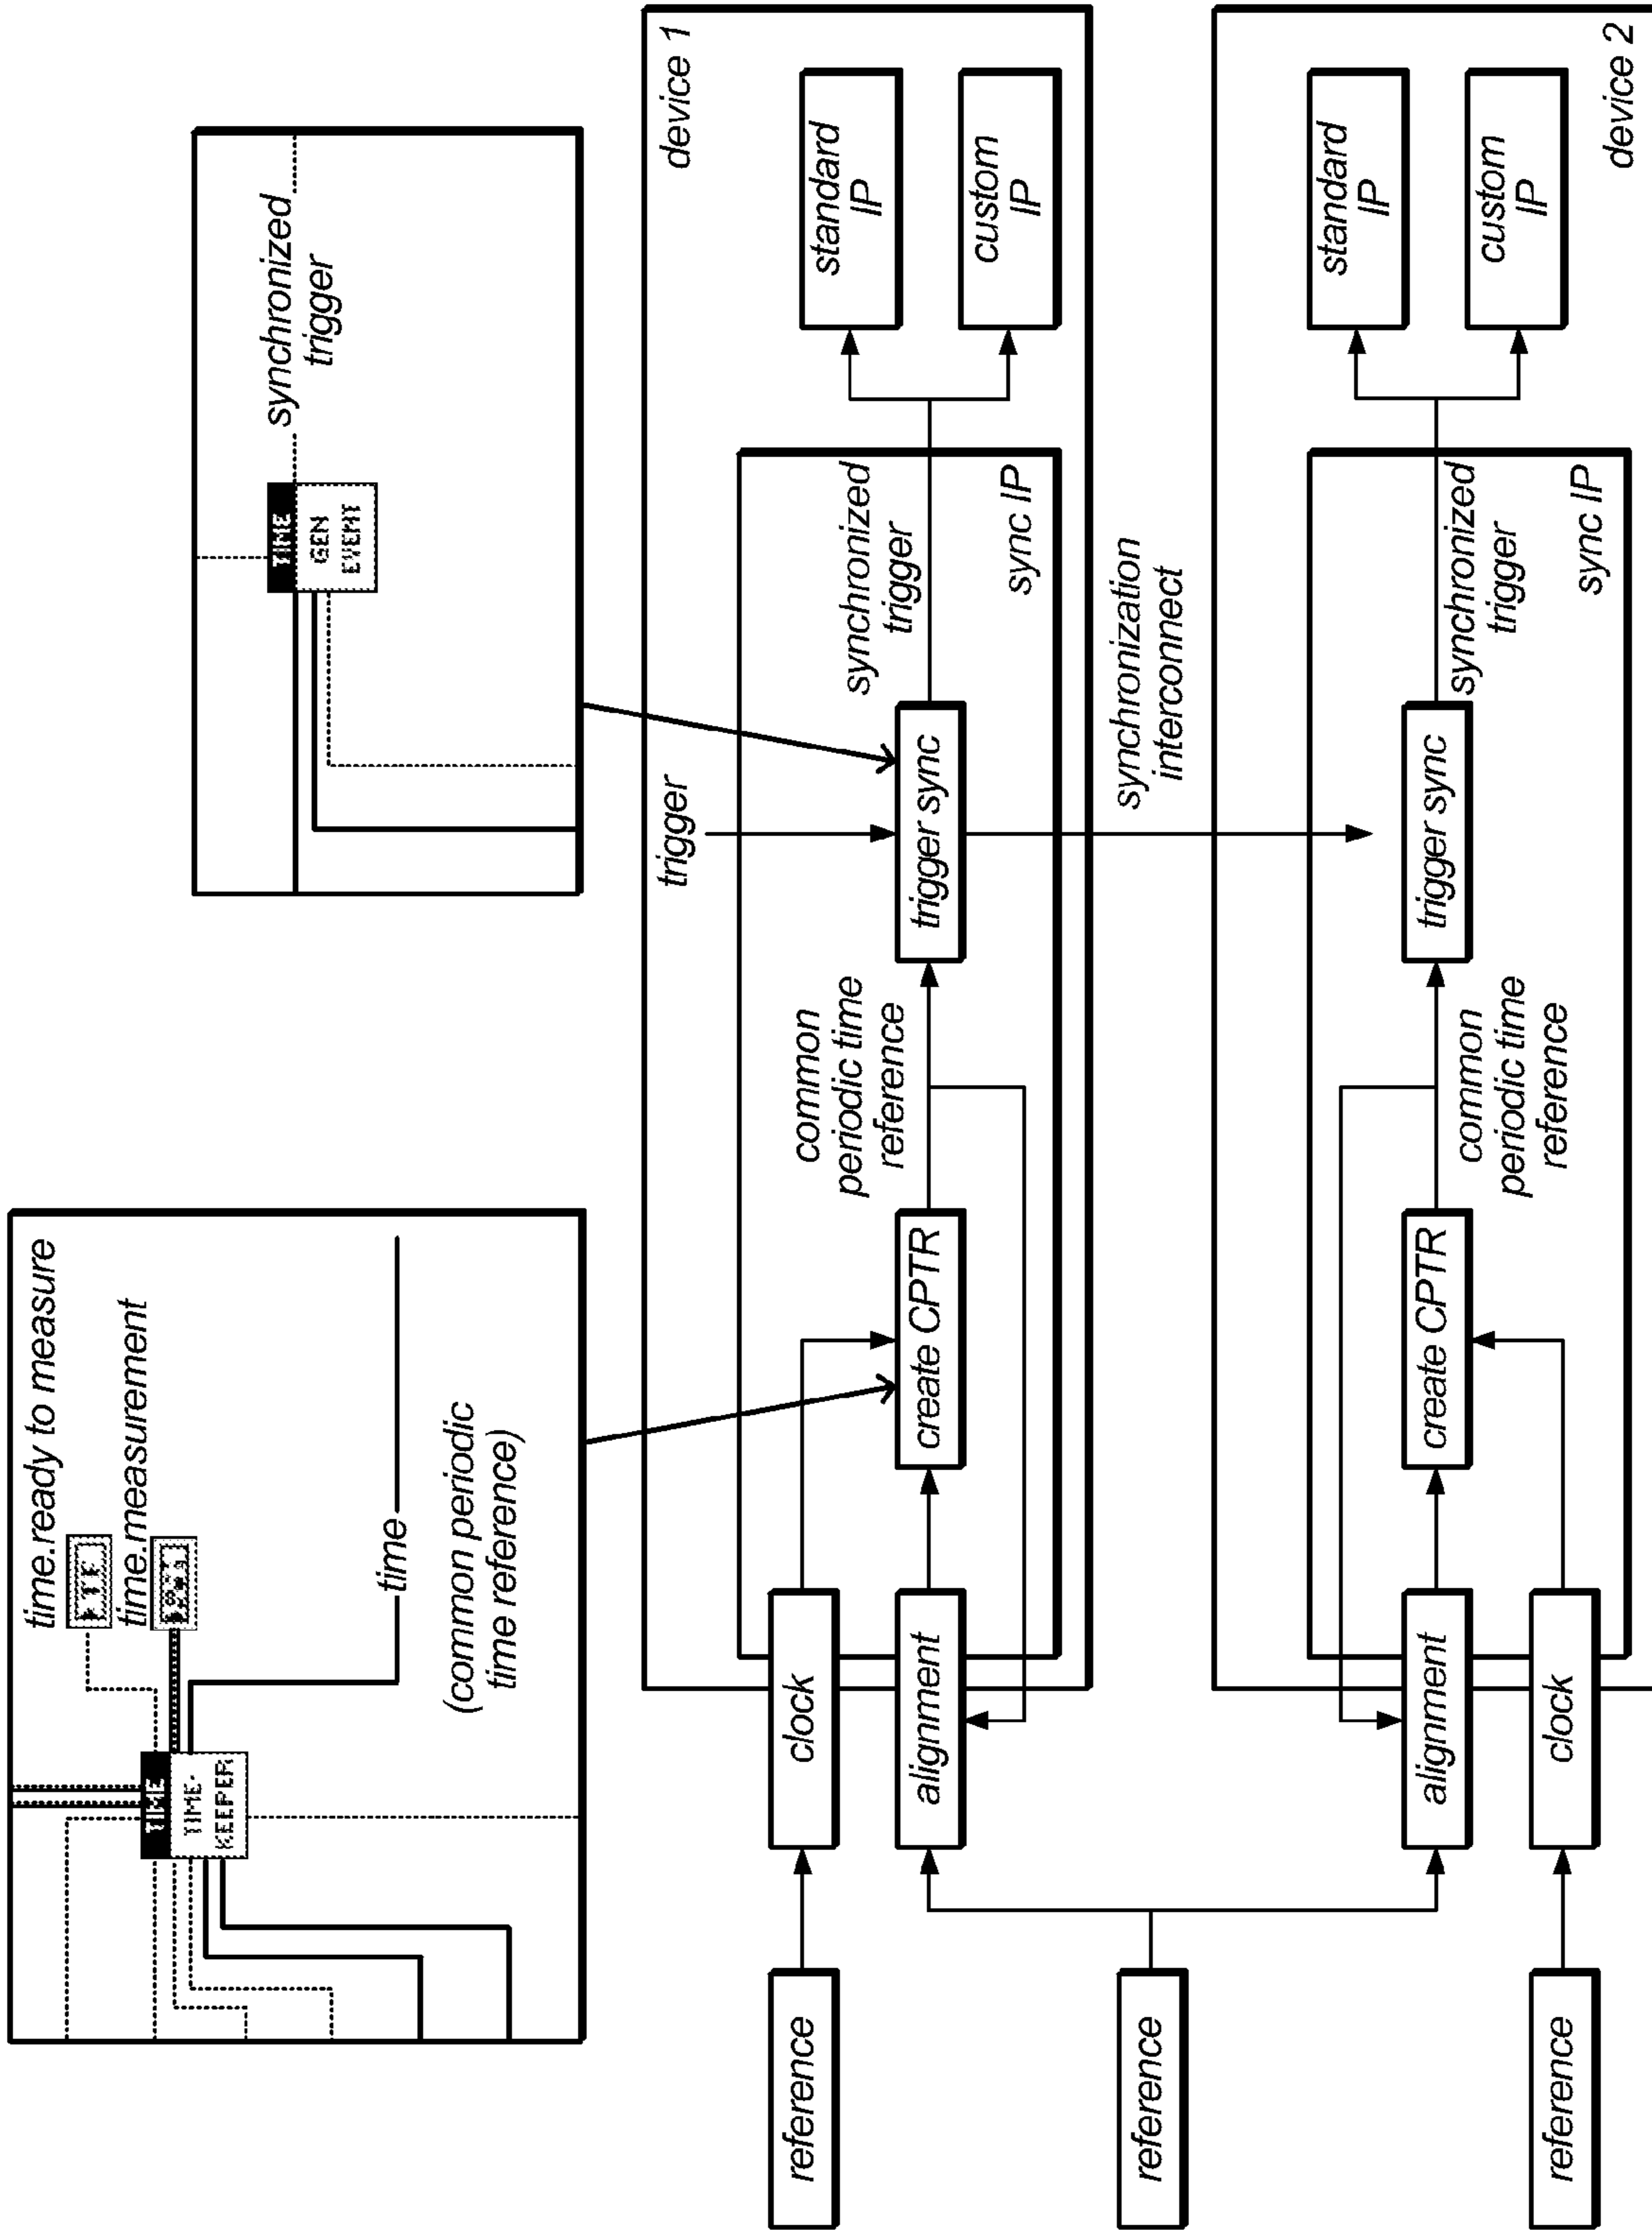 time.ready to measure
time.measurement
TIME
TIME-
KEEPER
time
(common periodic
time reference)
synchronized
trigger
TIME
GEN
EVENT
device 1
trigger
reference
clock
alignment
create CPTR
common
periodic time
reference
trigger sync
synchronized
trigger
sync IP
standard
IP
custom
IP
reference
synchronization
interconnect
device 2
alignment
create CPTR
common
periodic time
reference
trigger sync
synchronized
trigger
sync IP
standard
IP
custom
IP
reference
clock